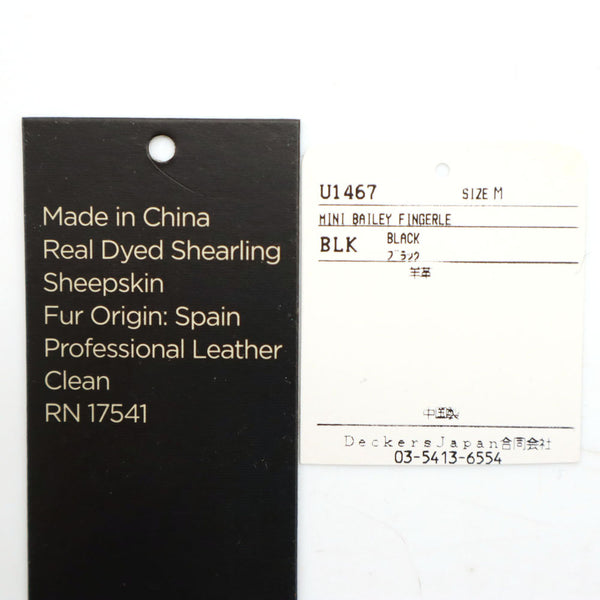 Made in China
Real Dyed Shearling
Sheepskin
Fur Origin: Spain
Professional Leather
Clean
RN 17541
U1467 SIZE M
MINI BAILEY FINGERLE
BLK BLACK
ブラック
羊革
中国製
DeckersJapan合同会社
03-5413-6554